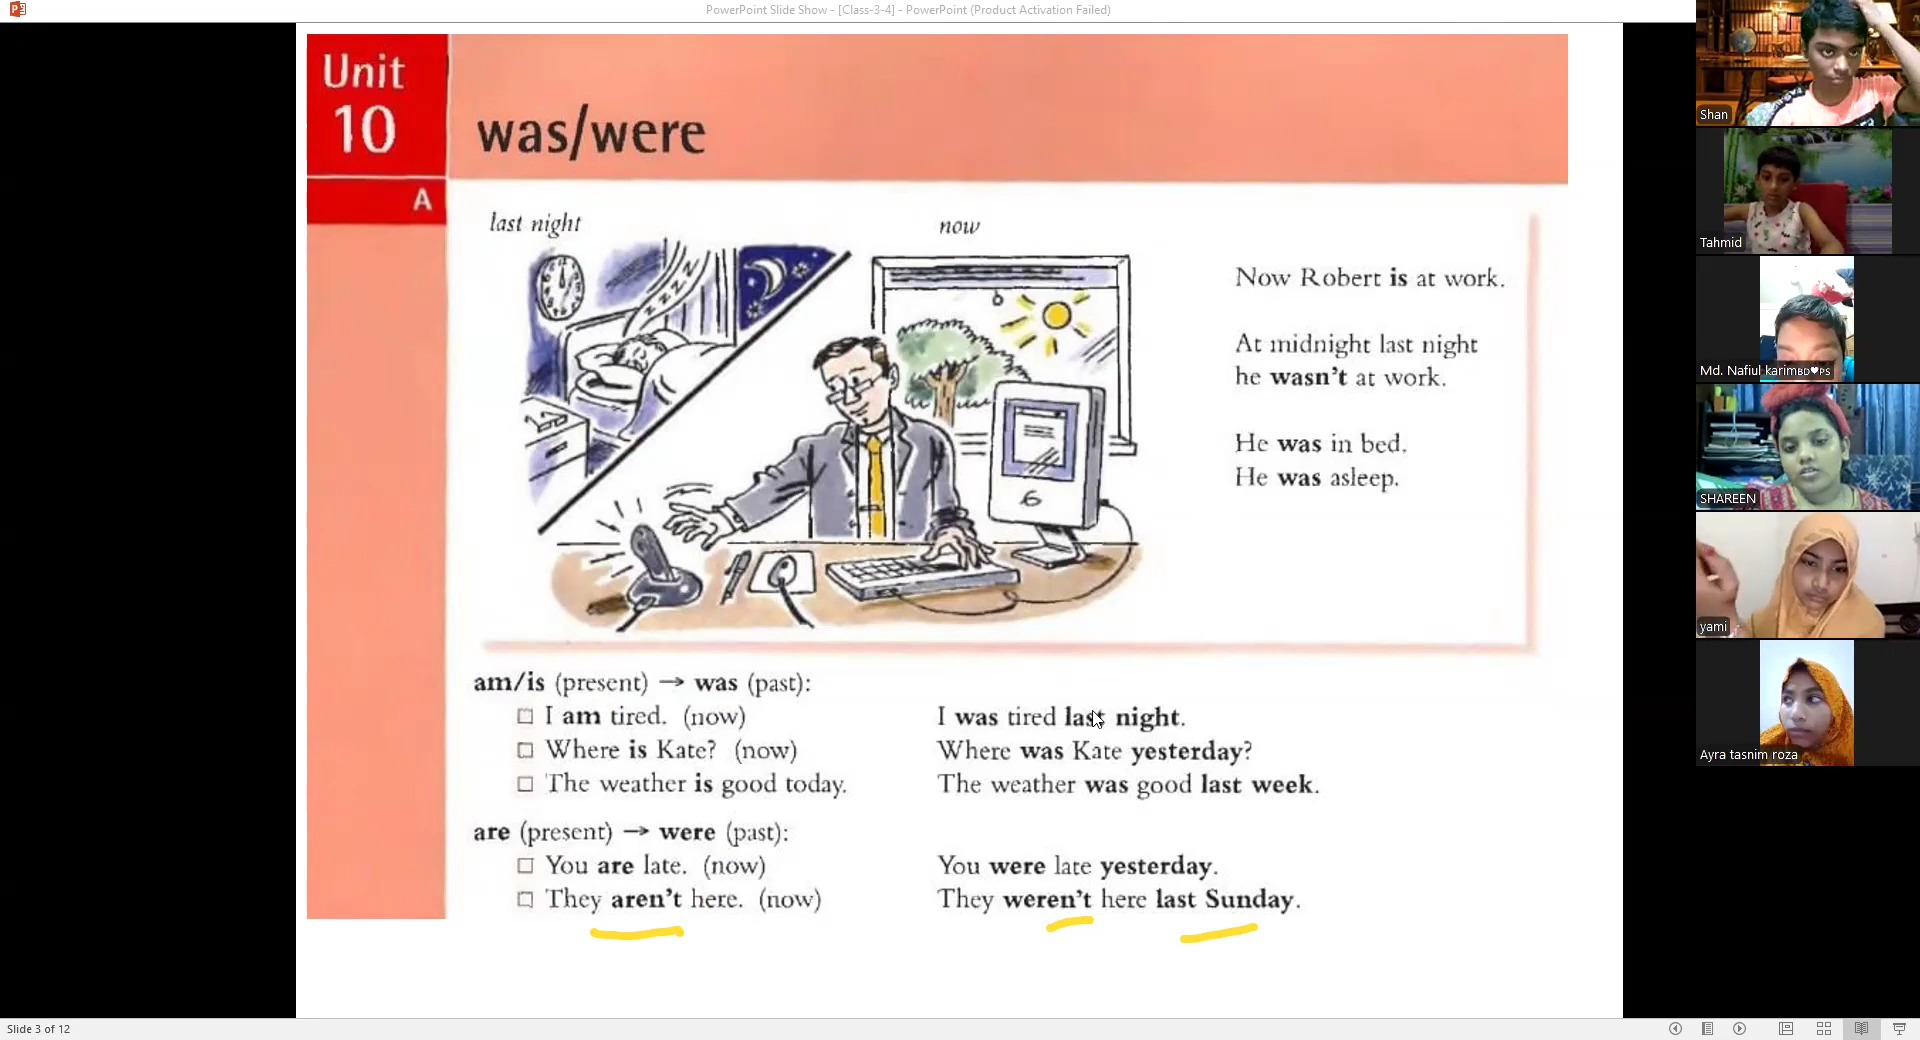 PowerPoint Slide Show - [Class-3-4] - PowerPoint (Product Activation Failed)
Unit
10
was/were
A
last night
now
Now Robert is at work.
At midnight last night
he wasn't at work.
He was in bed.
He was asleep.
z z z z
6
am/is (present) → was (past):
□ I am tired. (now) I was tired last night.
□ Where is Kate? (now) Where was Kate yesterday?
□ The weather is good today. The weather was good last week.
are (present) → were (past):
□ You are late. (now) You were late yesterday.
□ They aren't here. (now) They weren't here last Sunday.
Shan
Tahmid
Md. Nafiul karimBD♥PS
SHAREEN
yami
Ayra tasnim roza
Slide 3 of 12